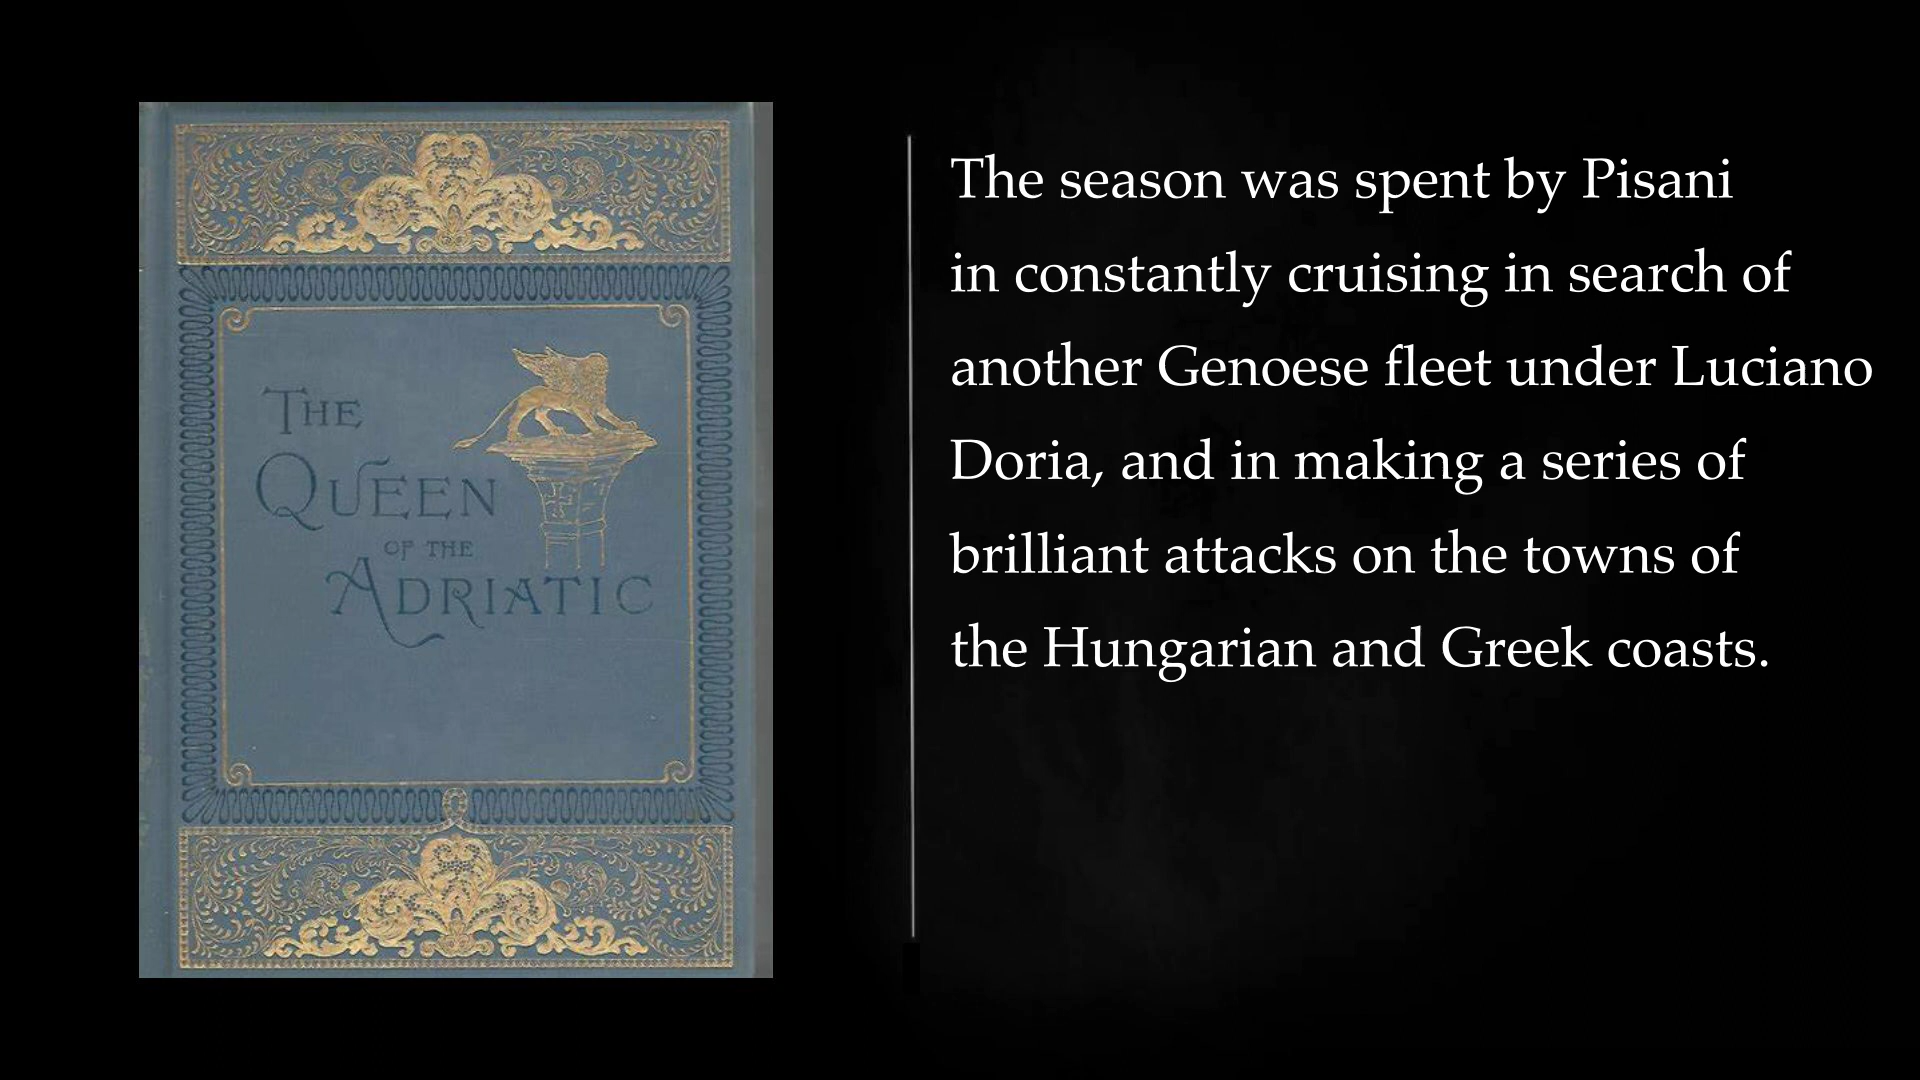 THE
QUEEN
OF THE
ADRIATIC
The season was spent by Pisani
in constantly cruising in search of
another Genoese fleet under Luciano
Doria, and in making a series of
brilliant attacks on the towns of
the Hungarian and Greek coasts.